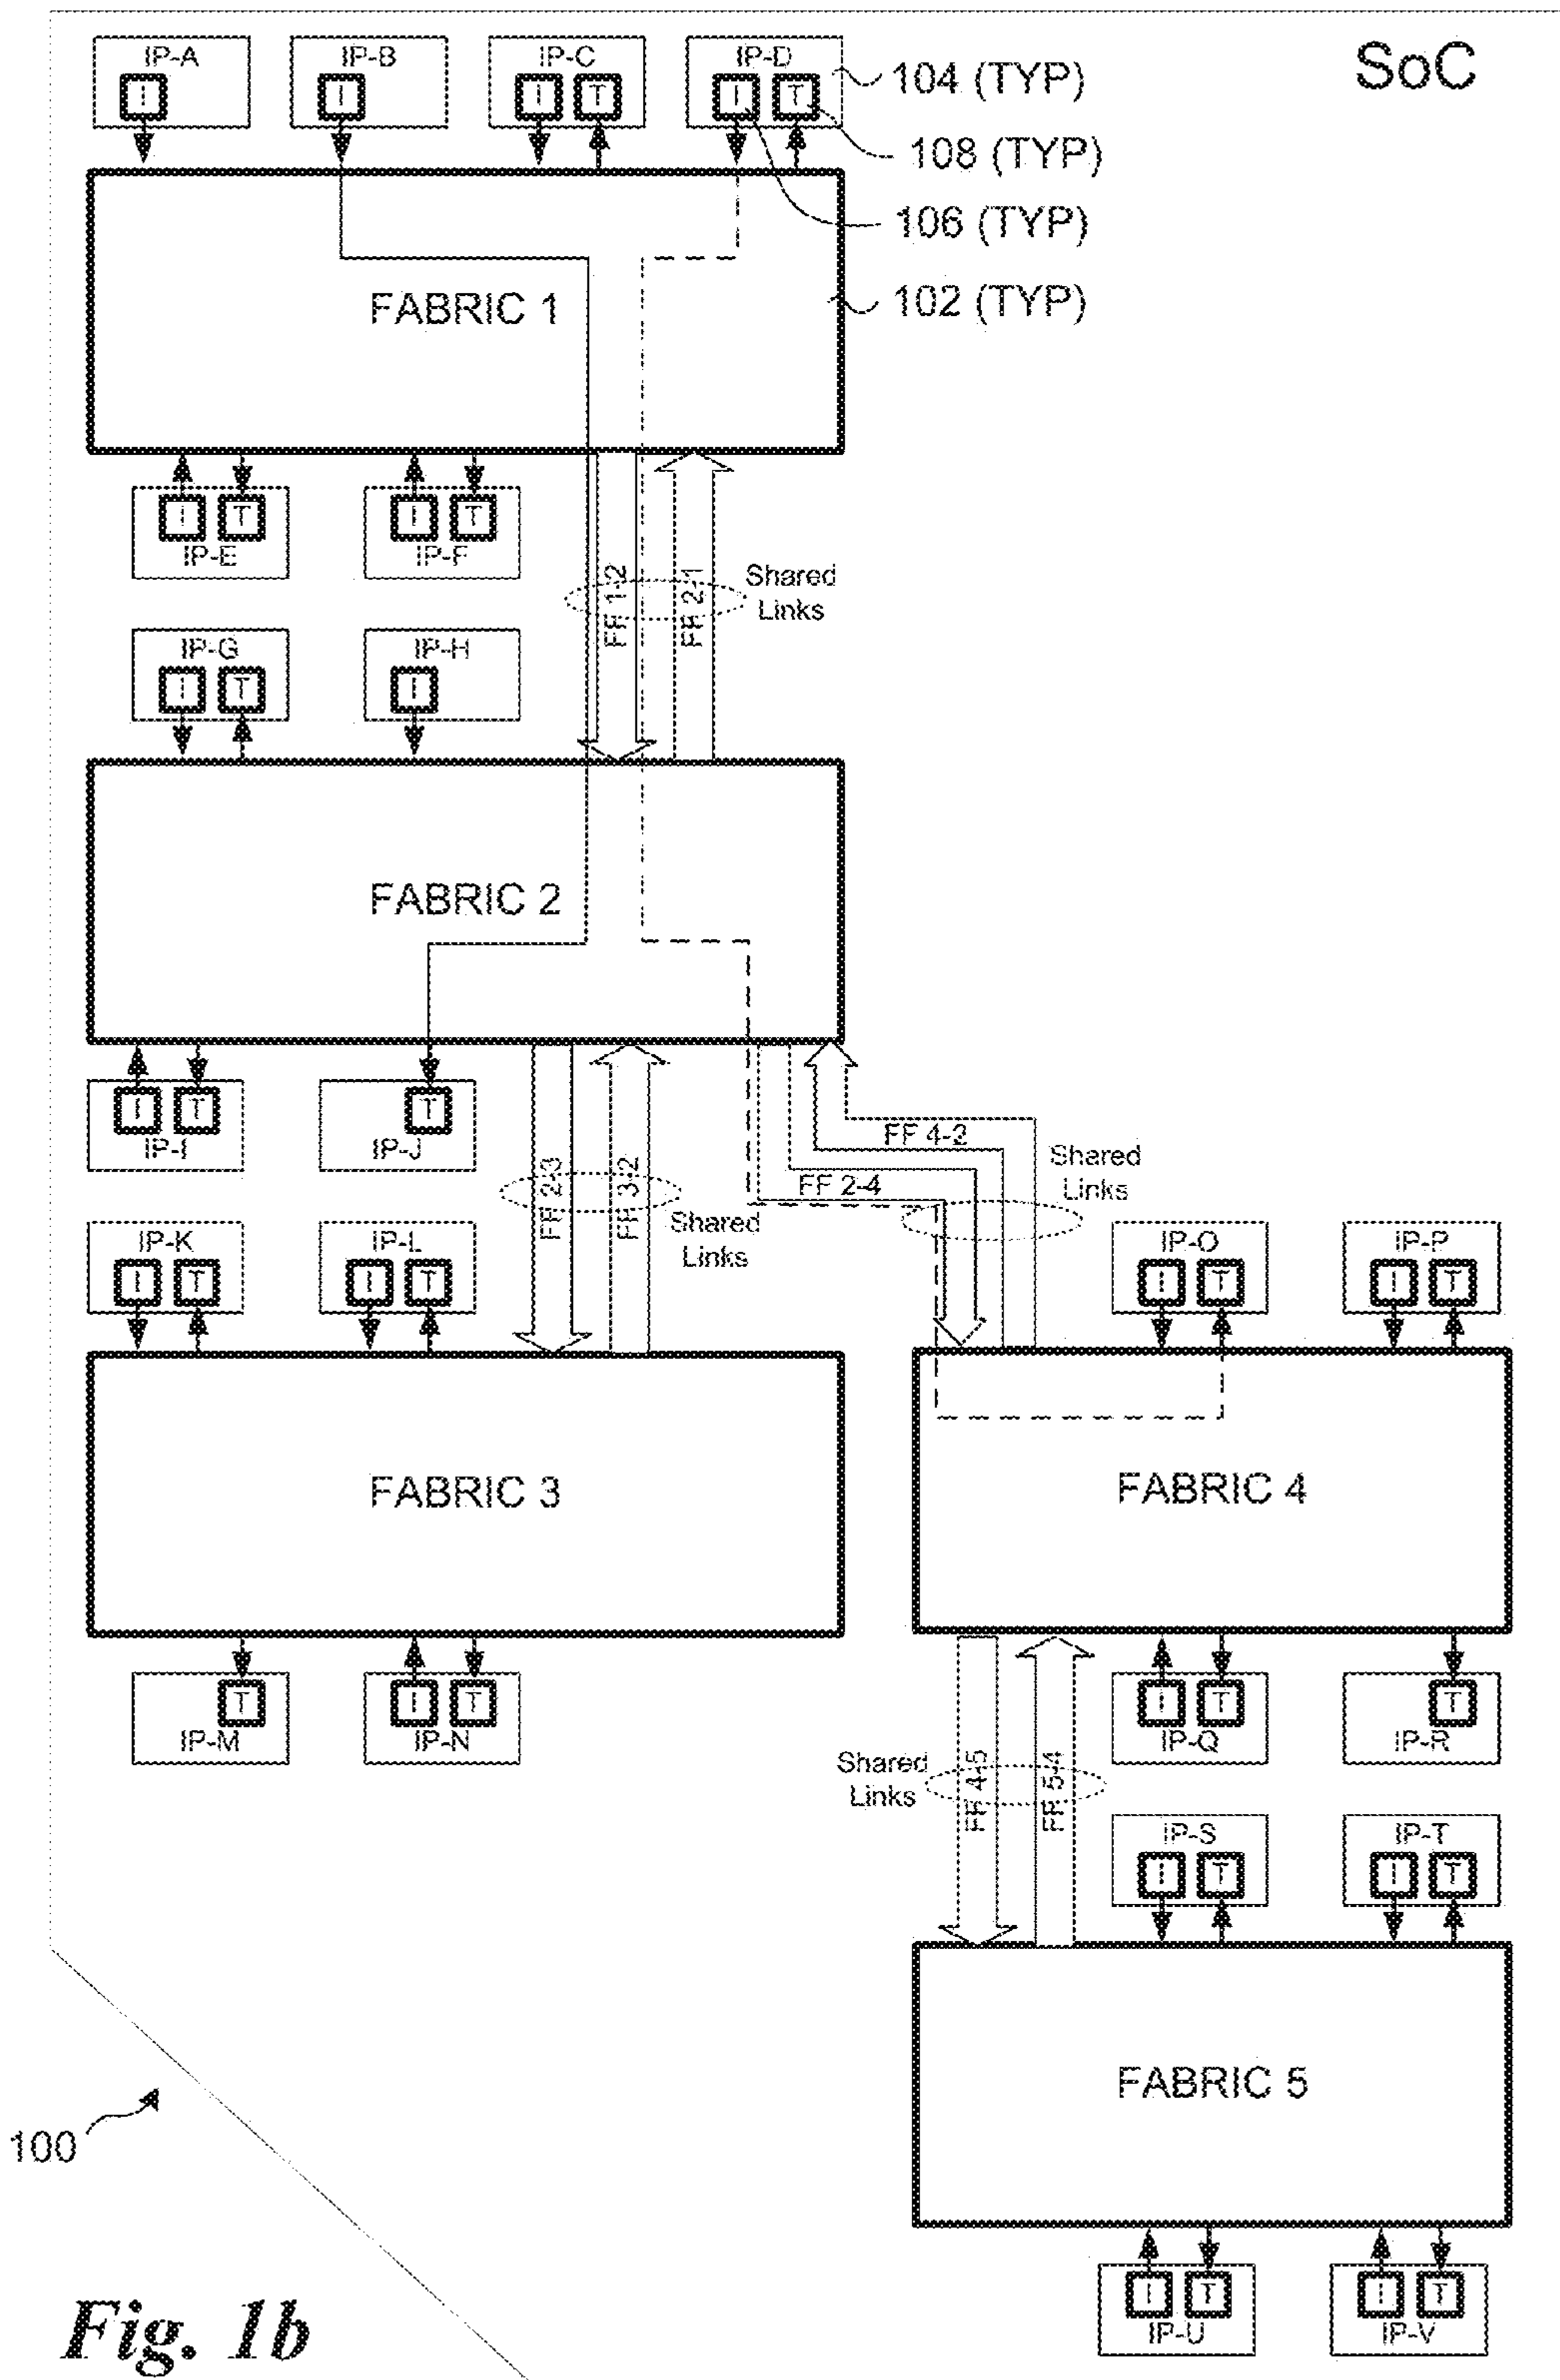 SoC
IP-A
I
IP-B
I
IP-C
I T
IP-D
I T
104 (TYP)
108 (TYP)
106 (TYP)
102 (TYP)
FABRIC 1
I T
IP-E
I T
IP-F
FF 1-2
FF 2-1
Shared
Links
IP-G
I T
IP-H
I
FABRIC 2
I T
IP-I
T
IP-J
FF 2-3
FF 3-2
Shared
Links
FF 4-2
FF 2-4
Shared
Links
IP-K
I T
IP-L
I T
IP-O
I T
IP-P
I T
FABRIC 3
FABRIC 4
T
IP-M
I T
IP-N
I T
IP-Q
T
IP-R
Shared
Links
FF 4-5
FF 5-4
IP-S
I T
IP-T
I T
FABRIC 5
100
I T
IP-U
I T
IP-V
Fig. 1b